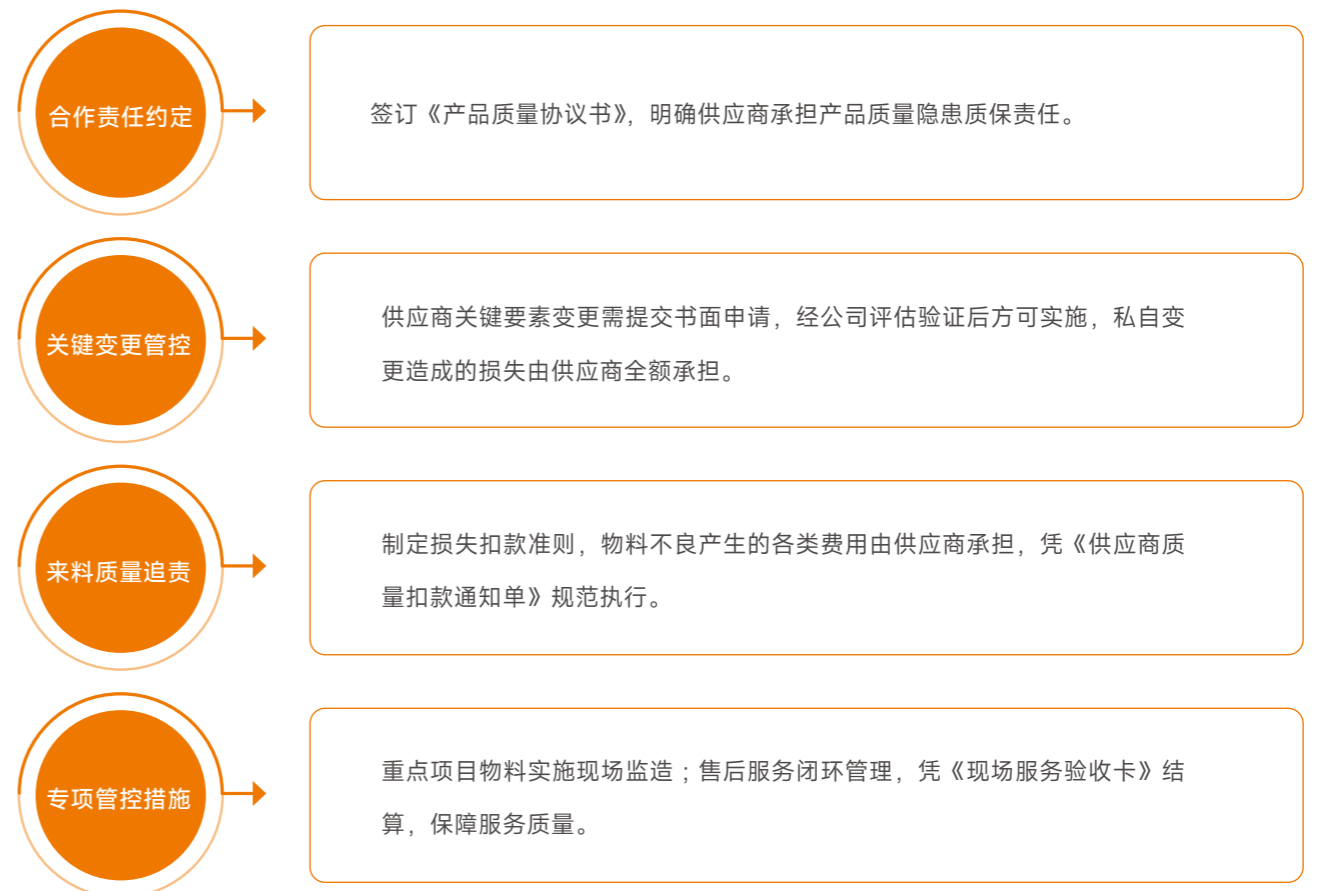 合作责任约定
签订《产品质量协议书》，明确供应商承担产品质量隐患质保责任。
关键变更管控
供应商关键要素变更需提交书面申请，经公司评估验证后方可实施，私自变
更造成的损失由供应商全额承担。
来料质量追责
制定损失扣款准则，物料不良产生的各类费用由供应商承担，凭《供应商质
量扣款通知单》规范执行。
专项管控措施
重点项目物料实施现场监造；售后服务闭环管理，凭《现场服务验收卡》结
算，保障服务质量。